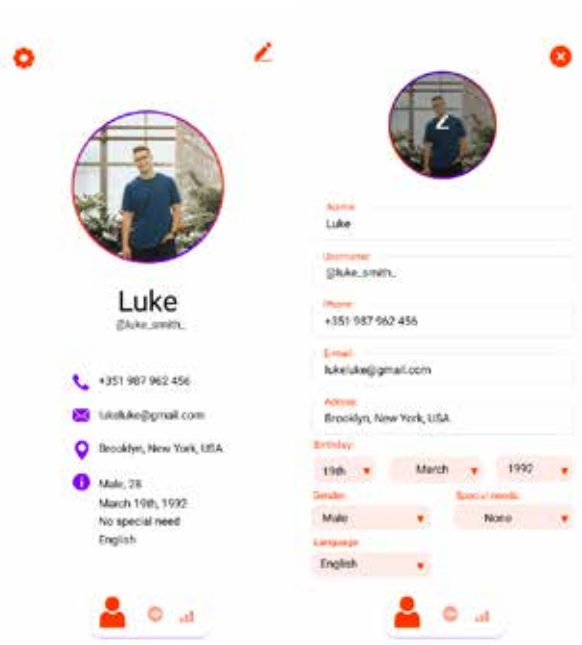 Luke
@luke_smith_
+351 987 962 456
lukeluke@gmail.com
Brooklyn, New York, USA
Male, 28
March 19th, 1992
No special need
English
Name
Luke
Username
@luke_smith_
Phone
+351 987 962 456
E-mail
lukeluke@gmail.com
Adress
Brooklyn, New York, USA
Birthday
19th March 1992
Gender Special needs
Male None
Language
English